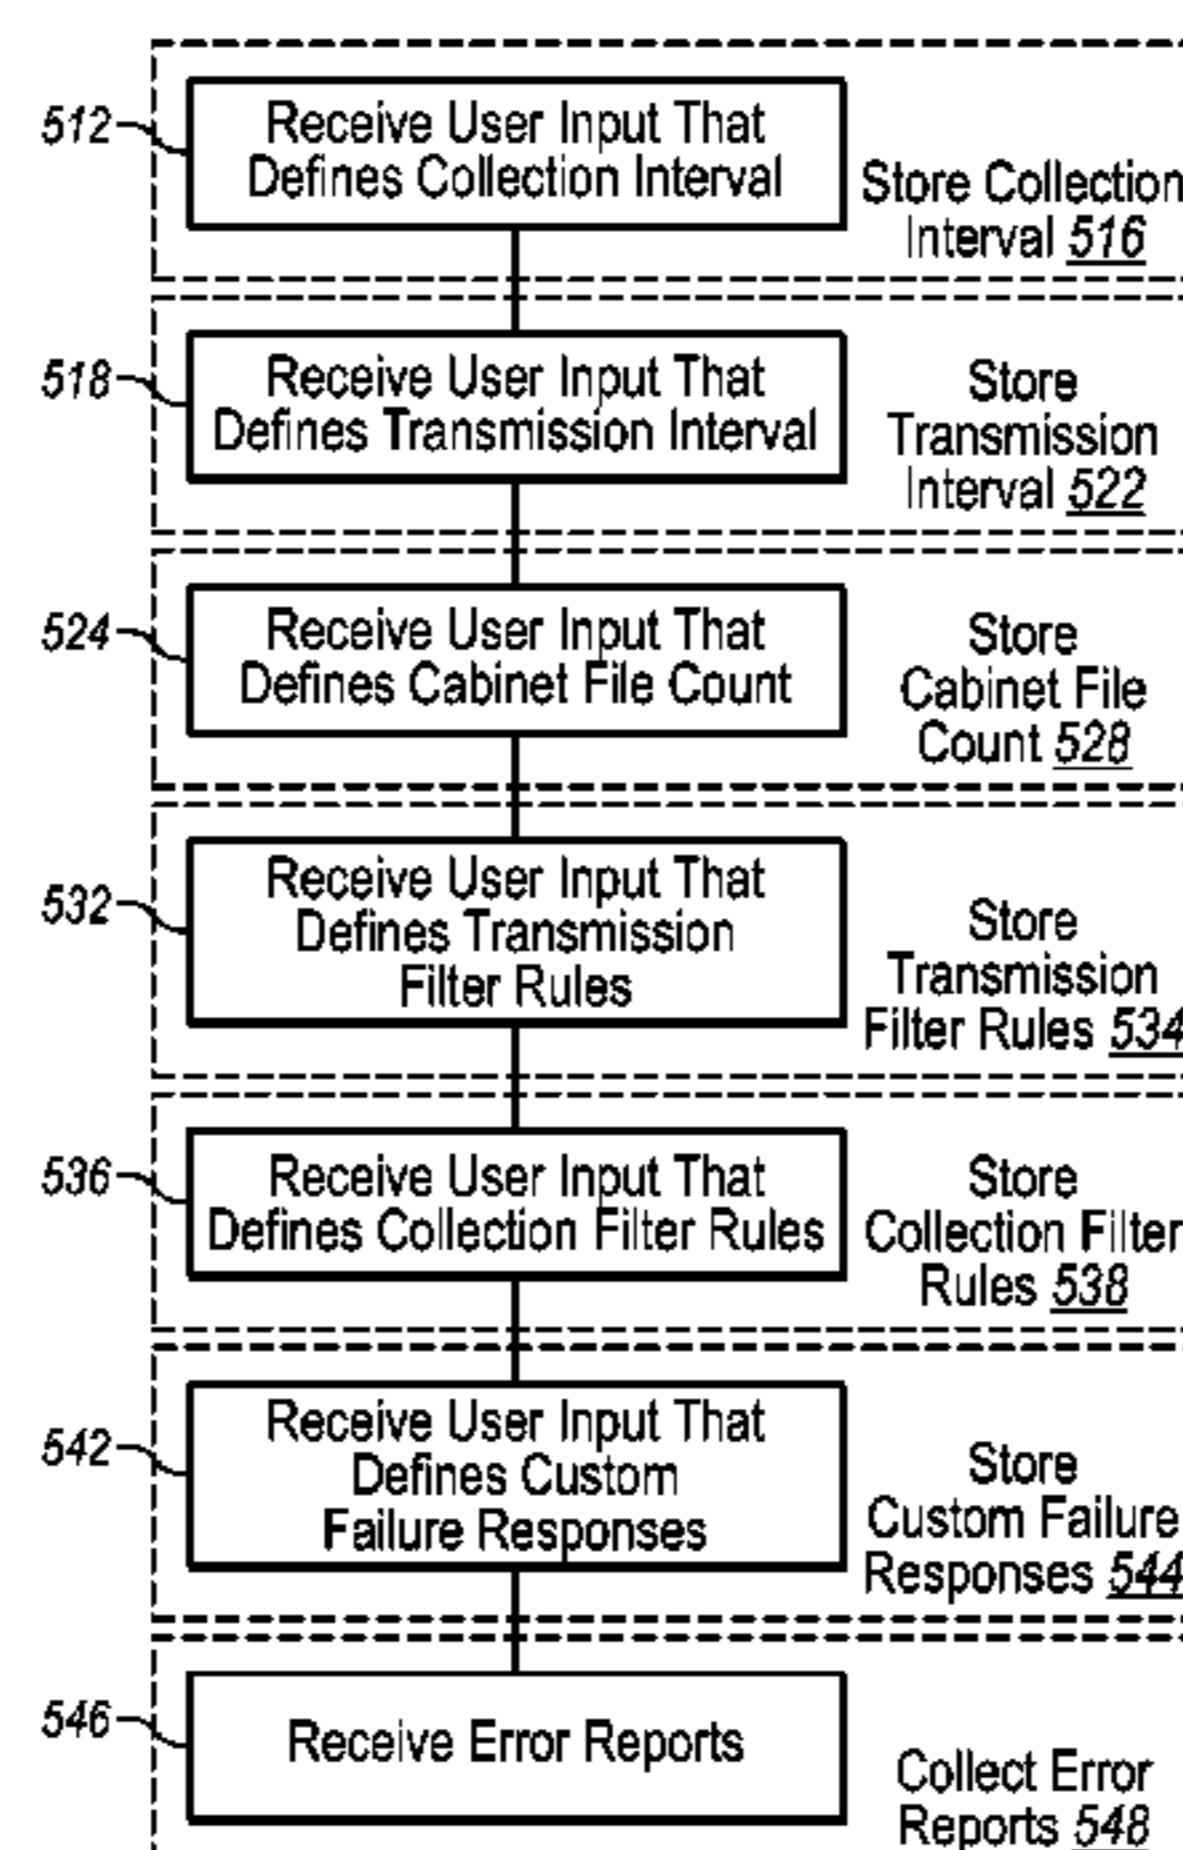 512
Receive User Input That
Defines Collection Interval
Store Collection
Interval 516
518
Receive User Input That
Defines Transmission Interval
Store
Transmission
Interval 522
524
Receive User Input That
Defines Cabinet File Count
Store
Cabinet File
Count 528
532
Receive User Input That
Defines Transmission
Filter Rules
Store
Transmission
Filter Rules 534
536
Receive User Input That
Defines Collection Filter Rules
Store
Collection Filter
Rules 538
542
Receive User Input That
Defines Custom
Failure Responses
Store
Custom Failure
Responses 544
546
Receive Error Reports
Collect Error
Reports 548